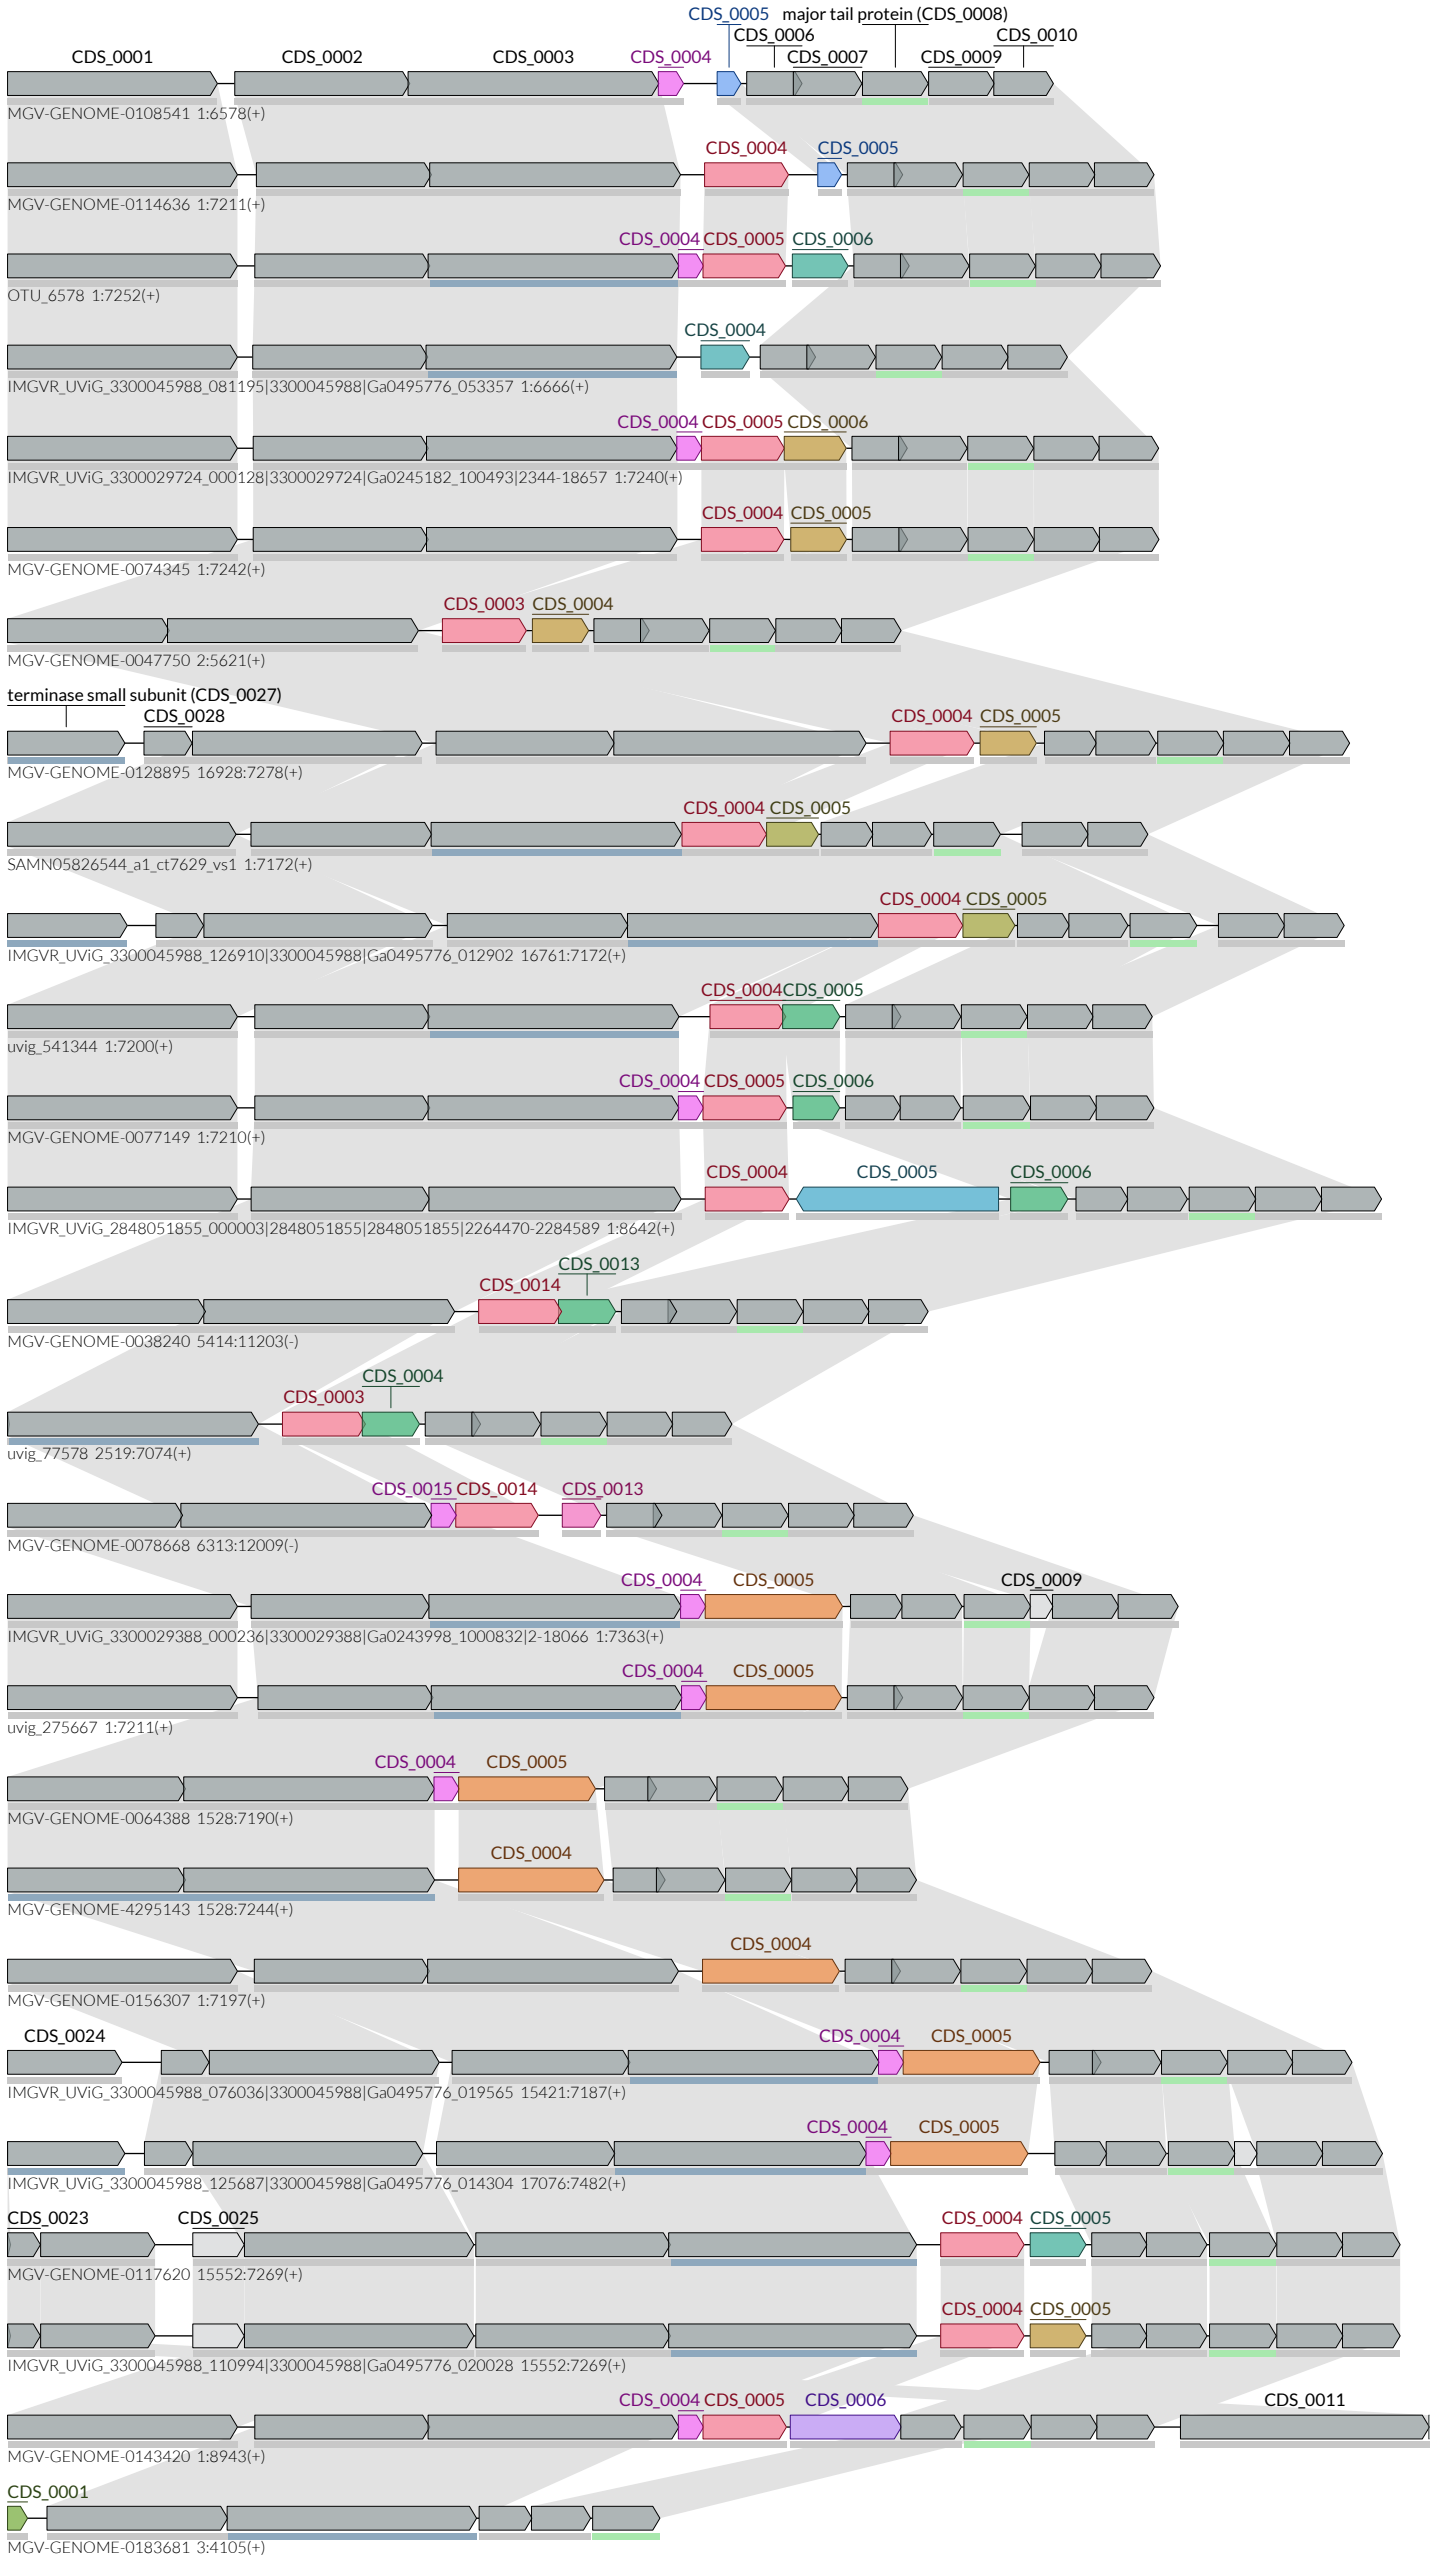 CDS_0005 major tail protein (CDS_0008)
CDS_0006 CDS_0010
CDS_0001 CDS_0002 CDS_0003 CDS_0004 CDS_0007 CDS_0009
MGV-GENOME-0108541 1:6578(+)
CDS_0004 CDS_0005
MGV-GENOME-0114636 1:7211(+)
CDS_0004 CDS_0005 CDS_0006
OTU_6578 1:7252(+)
CDS_0004
IMGVR_UViG_3300045988_081195|3300045988|Ga0495776_053357 1:6666(+)
CDS_0004 CDS_0005 CDS_0006
IMGVR_UViG_3300029724_000128|3300029724|Ga0245182_100493|2344-18657 1:7240(+)
CDS_0004 CDS_0005
MGV-GENOME-0074345 1:7242(+)
CDS_0003 CDS_0004
MGV-GENOME-0047750 2:5621(+)
terminase small subunit (CDS_0027)
CDS_0028 CDS_0004 CDS_0005
MGV-GENOME-0128895 16928:7278(+)
CDS_0004 CDS_0005
SAMN05826544_a1_ct7629_vs1 1:7172(+)
CDS_0004 CDS_0005
IMGVR_UViG_3300045988_126910|3300045988|Ga0495776_012902 16761:7172(+)
CDS_0004 CDS_0005
uvig_541344 1:7200(+)
CDS_0004 CDS_0005 CDS_0006
MGV-GENOME-0077149 1:7210(+)
CDS_0004 CDS_0005 CDS_0006
IMGVR_UViG_2848051855_000003|2848051855|2848051855|2264470-2284589 1:8642(+)
CDS_0013
CDS_0014
MGV-GENOME-0038240 5414:11203(-)
CDS_0004
CDS_0003
uvig_77578 2519:7074(+)
CDS_0015 CDS_0014 CDS_0013
MGV-GENOME-0078668 6313:12009(-)
CDS_0004 CDS_0005 CDS_0009
IMGVR_UViG_3300029388_000236|3300029388|Ga0243998_1000832|2-18066 1:7363(+)
CDS_0004 CDS_0005
uvig_275667 1:7211(+)
CDS_0004 CDS_0005
MGV-GENOME-0064388 1528:7190(+)
CDS_0004
MGV-GENOME-4295143 1528:7244(+)
CDS_0004
MGV-GENOME-0156307 1:7197(+)
CDS_0024 CDS_0004 CDS_0005
IMGVR_UViG_3300045988_076036|3300045988|Ga0495776_019565 15421:7187(+)
CDS_0004 CDS_0005
IMGVR_UViG_3300045988_125687|3300045988|Ga0495776_014304 17076:7482(+)
CDS_0023 CDS_0025 CDS_0004 CDS_0005
MGV-GENOME-0117620 15552:7269(+)
CDS_0004 CDS_0005
IMGVR_UViG_3300045988_110994|3300045988|Ga0495776_020028 15552:7269(+)
CDS_0004 CDS_0005 CDS_0006 CDS_0011
MGV-GENOME-0143420 1:8943(+)
CDS_0001
MGV-GENOME-0183681 3:4105(+)